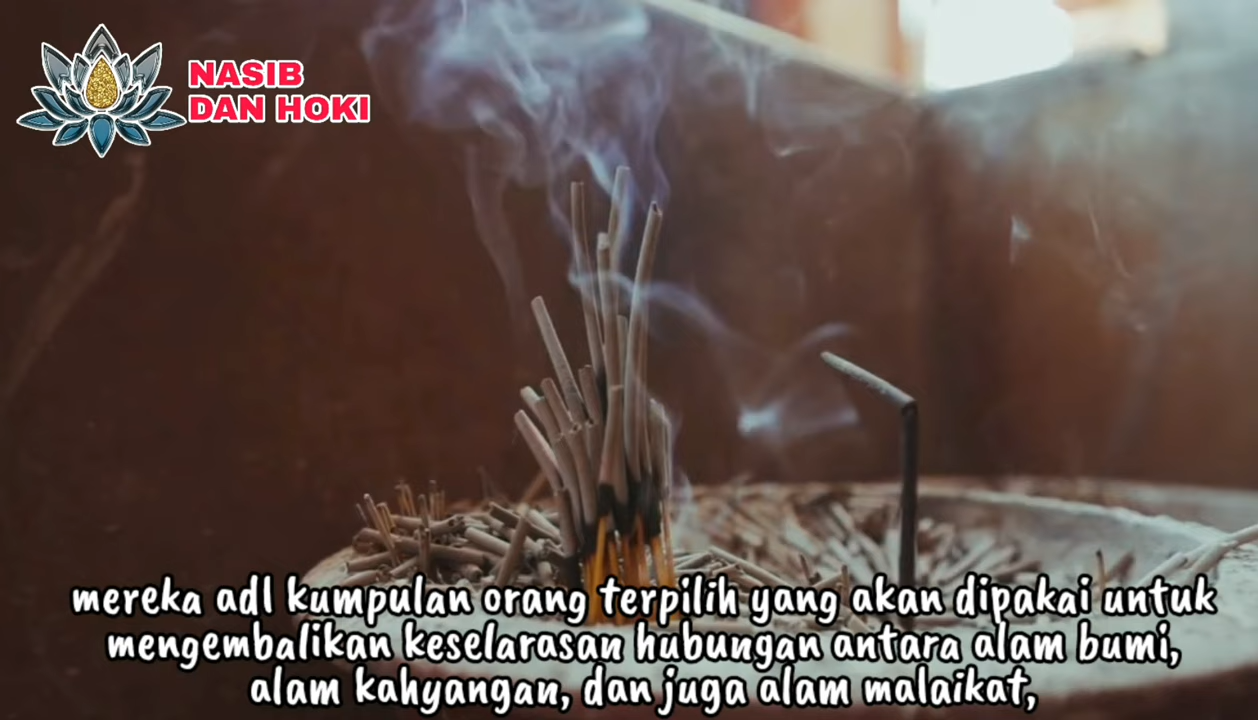 NASIB
DAN HOKI
mereka adl kumpulan orang terpilih yang akan dipakai untuk
mengembalikan keselarasan hubungan antara alam bumi,
alam kahyangan, dan juga alam malaikat,